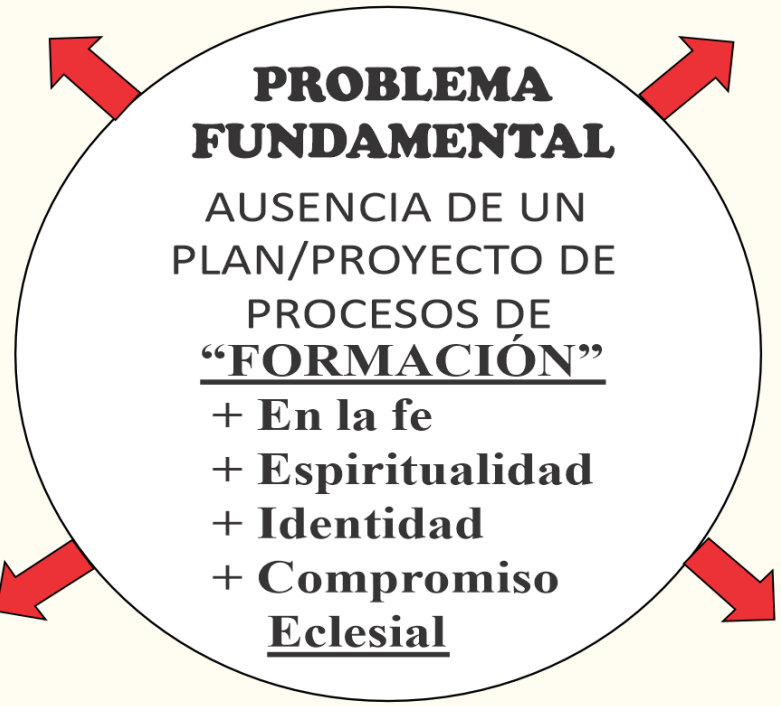 PROBLEMA
FUNDAMENTAL
AUSENCIA DE UN
PLAN/PROYECTO DE
PROCESOS DE
“FORMACIÓN”
+ En la fe
+ Espiritualidad
+ Identidad
+ Compromiso
Eclesial